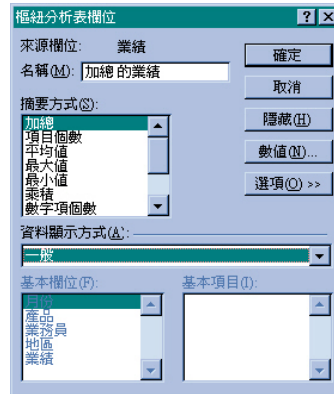 樞紐分析表欄位
來源欄位: 業績
名稱(M): 加總 的業績
摘要方式(S):
加總
項目個數
平均值
最大值
最小值
乘積
數字項個數
確定
取消
隱藏(H)
數值(N)...
選項(O) >>
資料顯示方式(A):
一般
基本欄位(F):
月份
產品
業務員
地區
業績
基本項目(I):